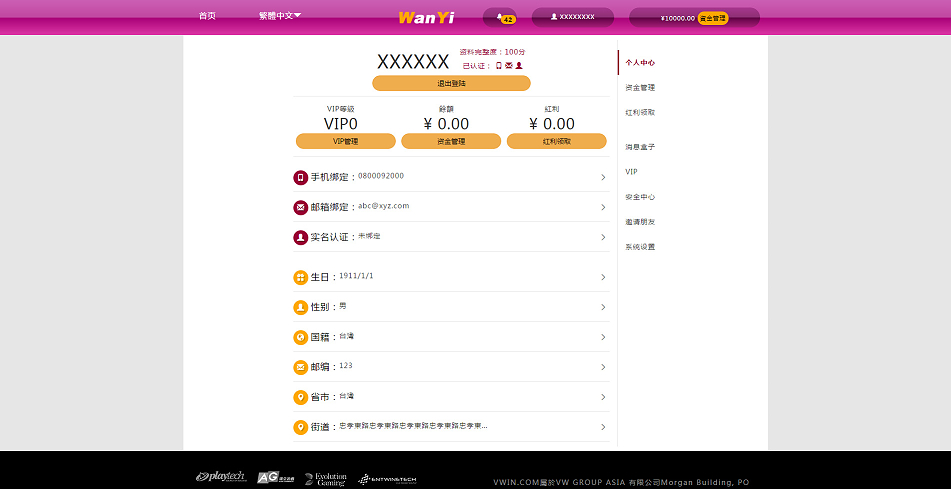 首页
繁體中文
WanYi
42
XXXXXXXX
¥10000.00 资金管理
XXXXXX
资料完整度：100分
已认证：
退出登陆
VIP等級 餘額 紅利
VIP0 ¥ 0.00 ¥ 0.00
VIP管理 资金管理 红利领取
手机绑定：0800092000
邮箱绑定：abc@xyz.com
实名认证：未绑定
生日：1911/1/1
性别：男
国籍：台灣
邮编：123
省市：台灣
街道：忠孝東路忠孝東路忠孝東路忠孝東路忠孝東...
个人中心
资金管理
红利领取
消息盒子
VIP
安全中心
邀请朋友
系统设置
playtech
AG
Evolution
Gaming
ENTWINETECH
VWIN.COM屬於VW GROUP ASIA 有限公司Morgan Building, PO